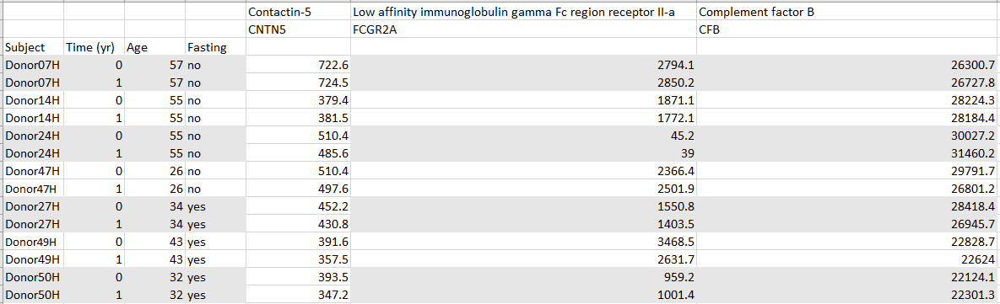 Contactin-5 Low affinity immunoglobulin gamma Fc region receptor II-a Complement factor B
CNTN5 FCGR2A CFB
Subject Time (yr) Age Fasting
Donor07H 0 57 no 722.6 2794.1 26300.7
Donor07H 1 57 no 724.5 2850.2 26727.8
Donor14H 0 55 no 379.4 1871.1 28224.3
Donor14H 1 55 no 381.5 1772.1 28184.4
Donor24H 0 55 no 510.4 45.2 30027.2
Donor24H 1 55 no 485.6 39 31460.2
Donor47H 0 26 no 510.4 2366.4 29791.7
Donor47H 1 26 no 497.6 2501.9 26801.2
Donor27H 0 34 yes 452.2 1550.8 28418.4
Donor27H 1 34 yes 430.8 1403.5 26945.7
Donor49H 0 43 yes 391.6 3468.5 22828.7
Donor49H 1 43 yes 357.5 2631.7 22624
Donor50H 0 32 yes 393.5 959.2 22124.1
Donor50H 1 32 yes 347.2 1001.4 22301.3